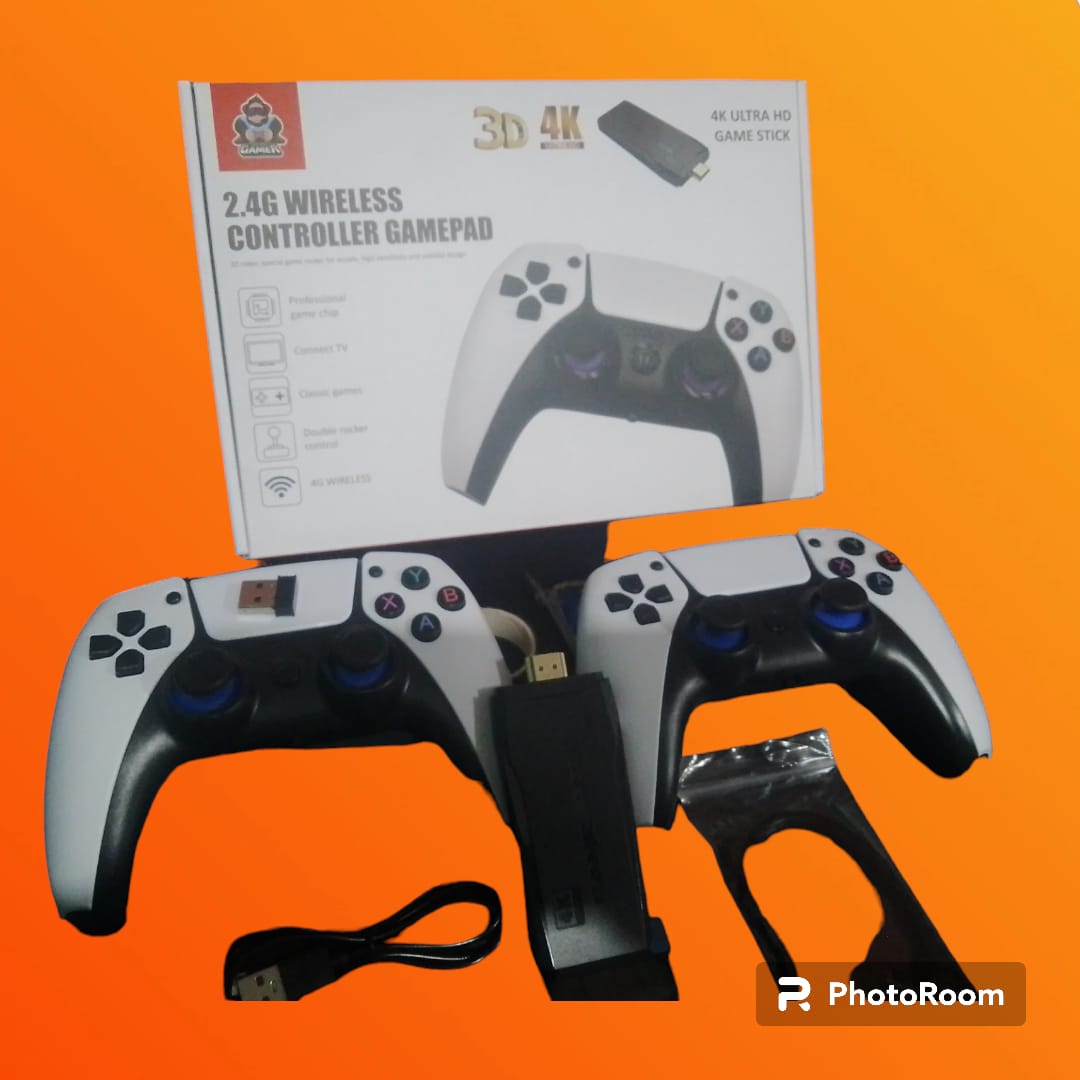 GAMER
3D 4K
4K ULTRA HD
GAME STICK
2.4G WIRELESS
CONTROLLER GAMEPAD
Professional
game chip
Connect TV
Classic games
Double rocker
control
4G WIRELESS
Y
X B
A
Y
X B
A
Y
X B
A
4K
PhotoRoom